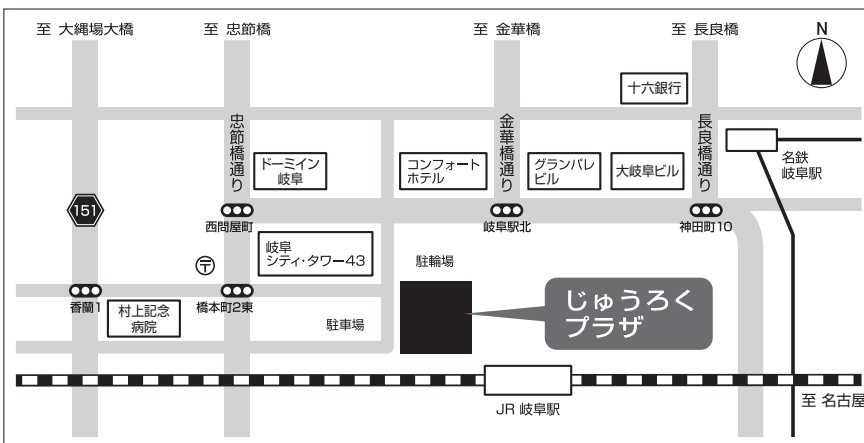 至 大縄場大橋
至 忠節橋
至 金華橋
至 長良橋
N
十六銀行
忠節橋通り
金華橋通り
長良橋通り
ドーミイン
岐阜
コンフォート
ホテル
グランパレ
ビル
大岐阜ビル
名鉄
岐阜駅
151
西問屋町
岐阜駅北
神田町10
岐阜
シティ・タワー43
駐輪場
〒
香蘭1
橋本町2東
村上記念
病院
駐車場
じゅうろく
プラザ
JR 岐阜駅
至 名古屋